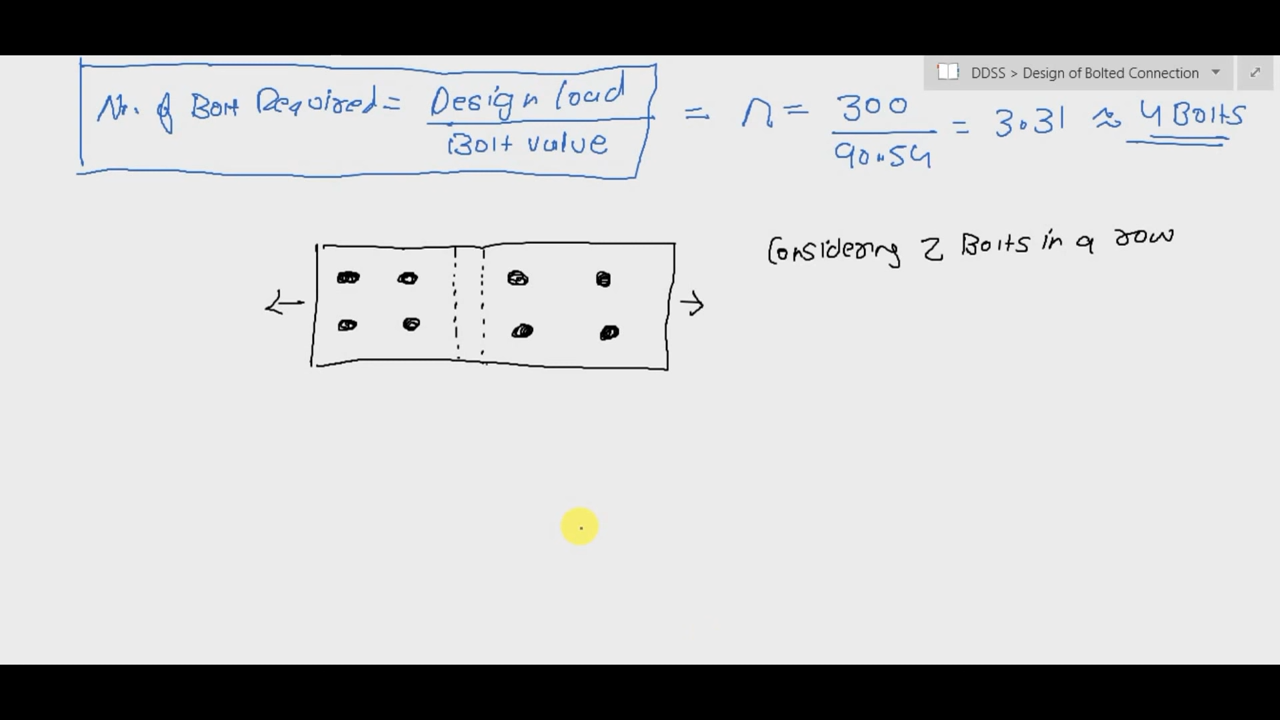 DDSS > Design of Bolted Connection
No. of Bolt Required = Design load / Bolt value = n = 300 / 90.54 = 3.31 ≈ 4 Bolts
Considering 2 Bolts in a row